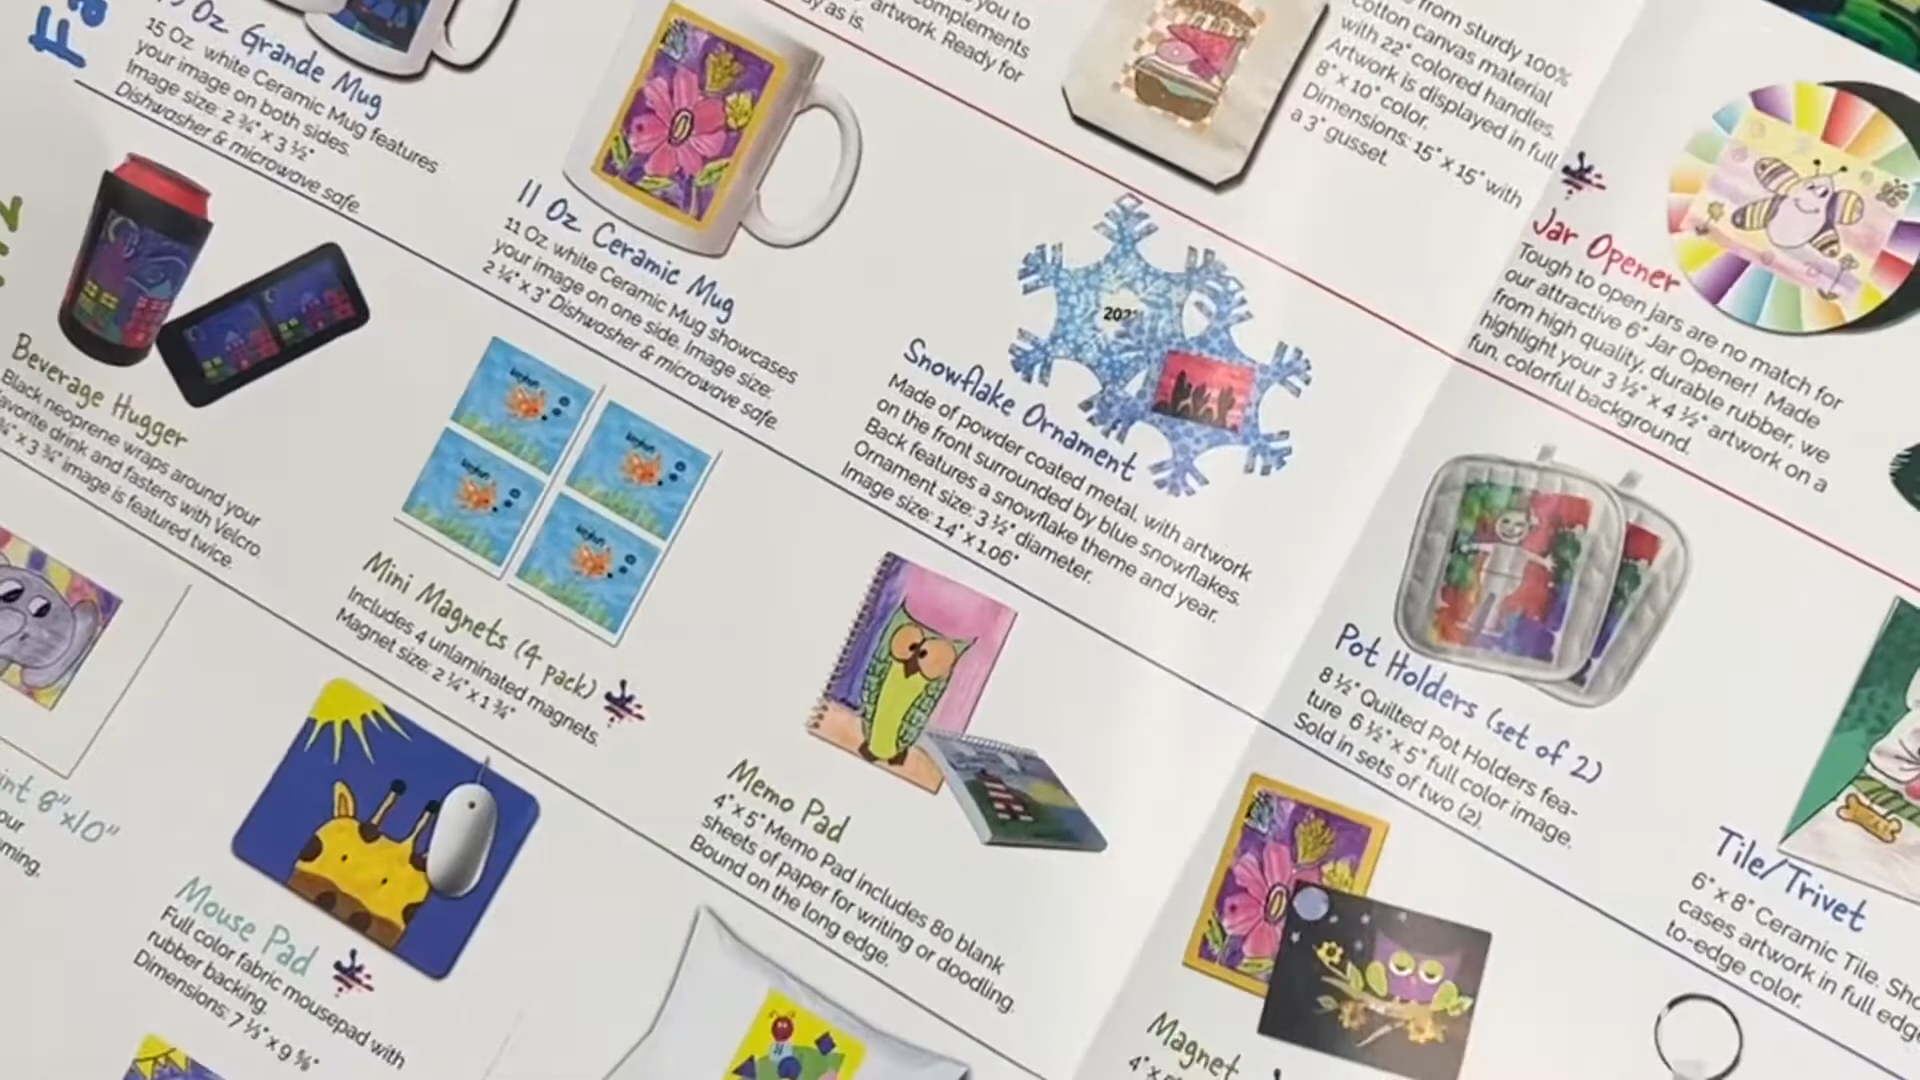 15 Oz. Grande Mug
15 Oz. white Ceramic Mug features
your image on both sides.
Image size: 2 ¾" x 3 ½"
Dishwasher & microwave safe.
you to
complements
artwork. Ready for
as is.
from sturdy 100%
cotton canvas material
with 22" colored handles.
Artwork is displayed in full
8" x 10" color.
Dimensions: 15" x 15" with
a 3" gusset.
11 Oz. Ceramic Mug
11 Oz. white Ceramic Mug showcases
your image on one side. Image size:
2 ¾" x 3" Dishwasher & microwave safe.
Jar Opener
Tough to open jars are no match for
our attractive 6" Jar Opener! Made
from high quality, durable rubber, we
highlight your 3 ½" x 4 ½" artwork on a
fun, colorful background.
Beverage Hugger
Black neoprene wraps around your
favorite drink and fastens with Velcro.
x 3 ¾" image is featured twice.
202
Snowflake Ornament
Made of powder coated metal, with artwork
on the front surrounded by blue snowflakes.
Back features a snowflake theme and year.
Ornament size: 3 ½" diameter.
Image size: 1.4" x 1.06"
Mini Magnets (4 pack)
Includes 4 unlaminated magnets.
Magnet size: 2 ¼" x 1 ¾"
Pot Holders (set of 2)
8 ½" Quilted Pot Holders fea-
ture 6 ½" x 5" full color image.
Sold in sets of two (2).
Memo Pad
4" x 5" Memo Pad includes 80 blank
sheets of paper for writing or doodling.
Bound on the long edge.
8"x10"
Mouse Pad
Full color fabric mousepad with
rubber backing.
Tile/Trivet
6" x 8" Ceramic Tile. Sho
cases artwork in full edge
to-edge color.
Magnet